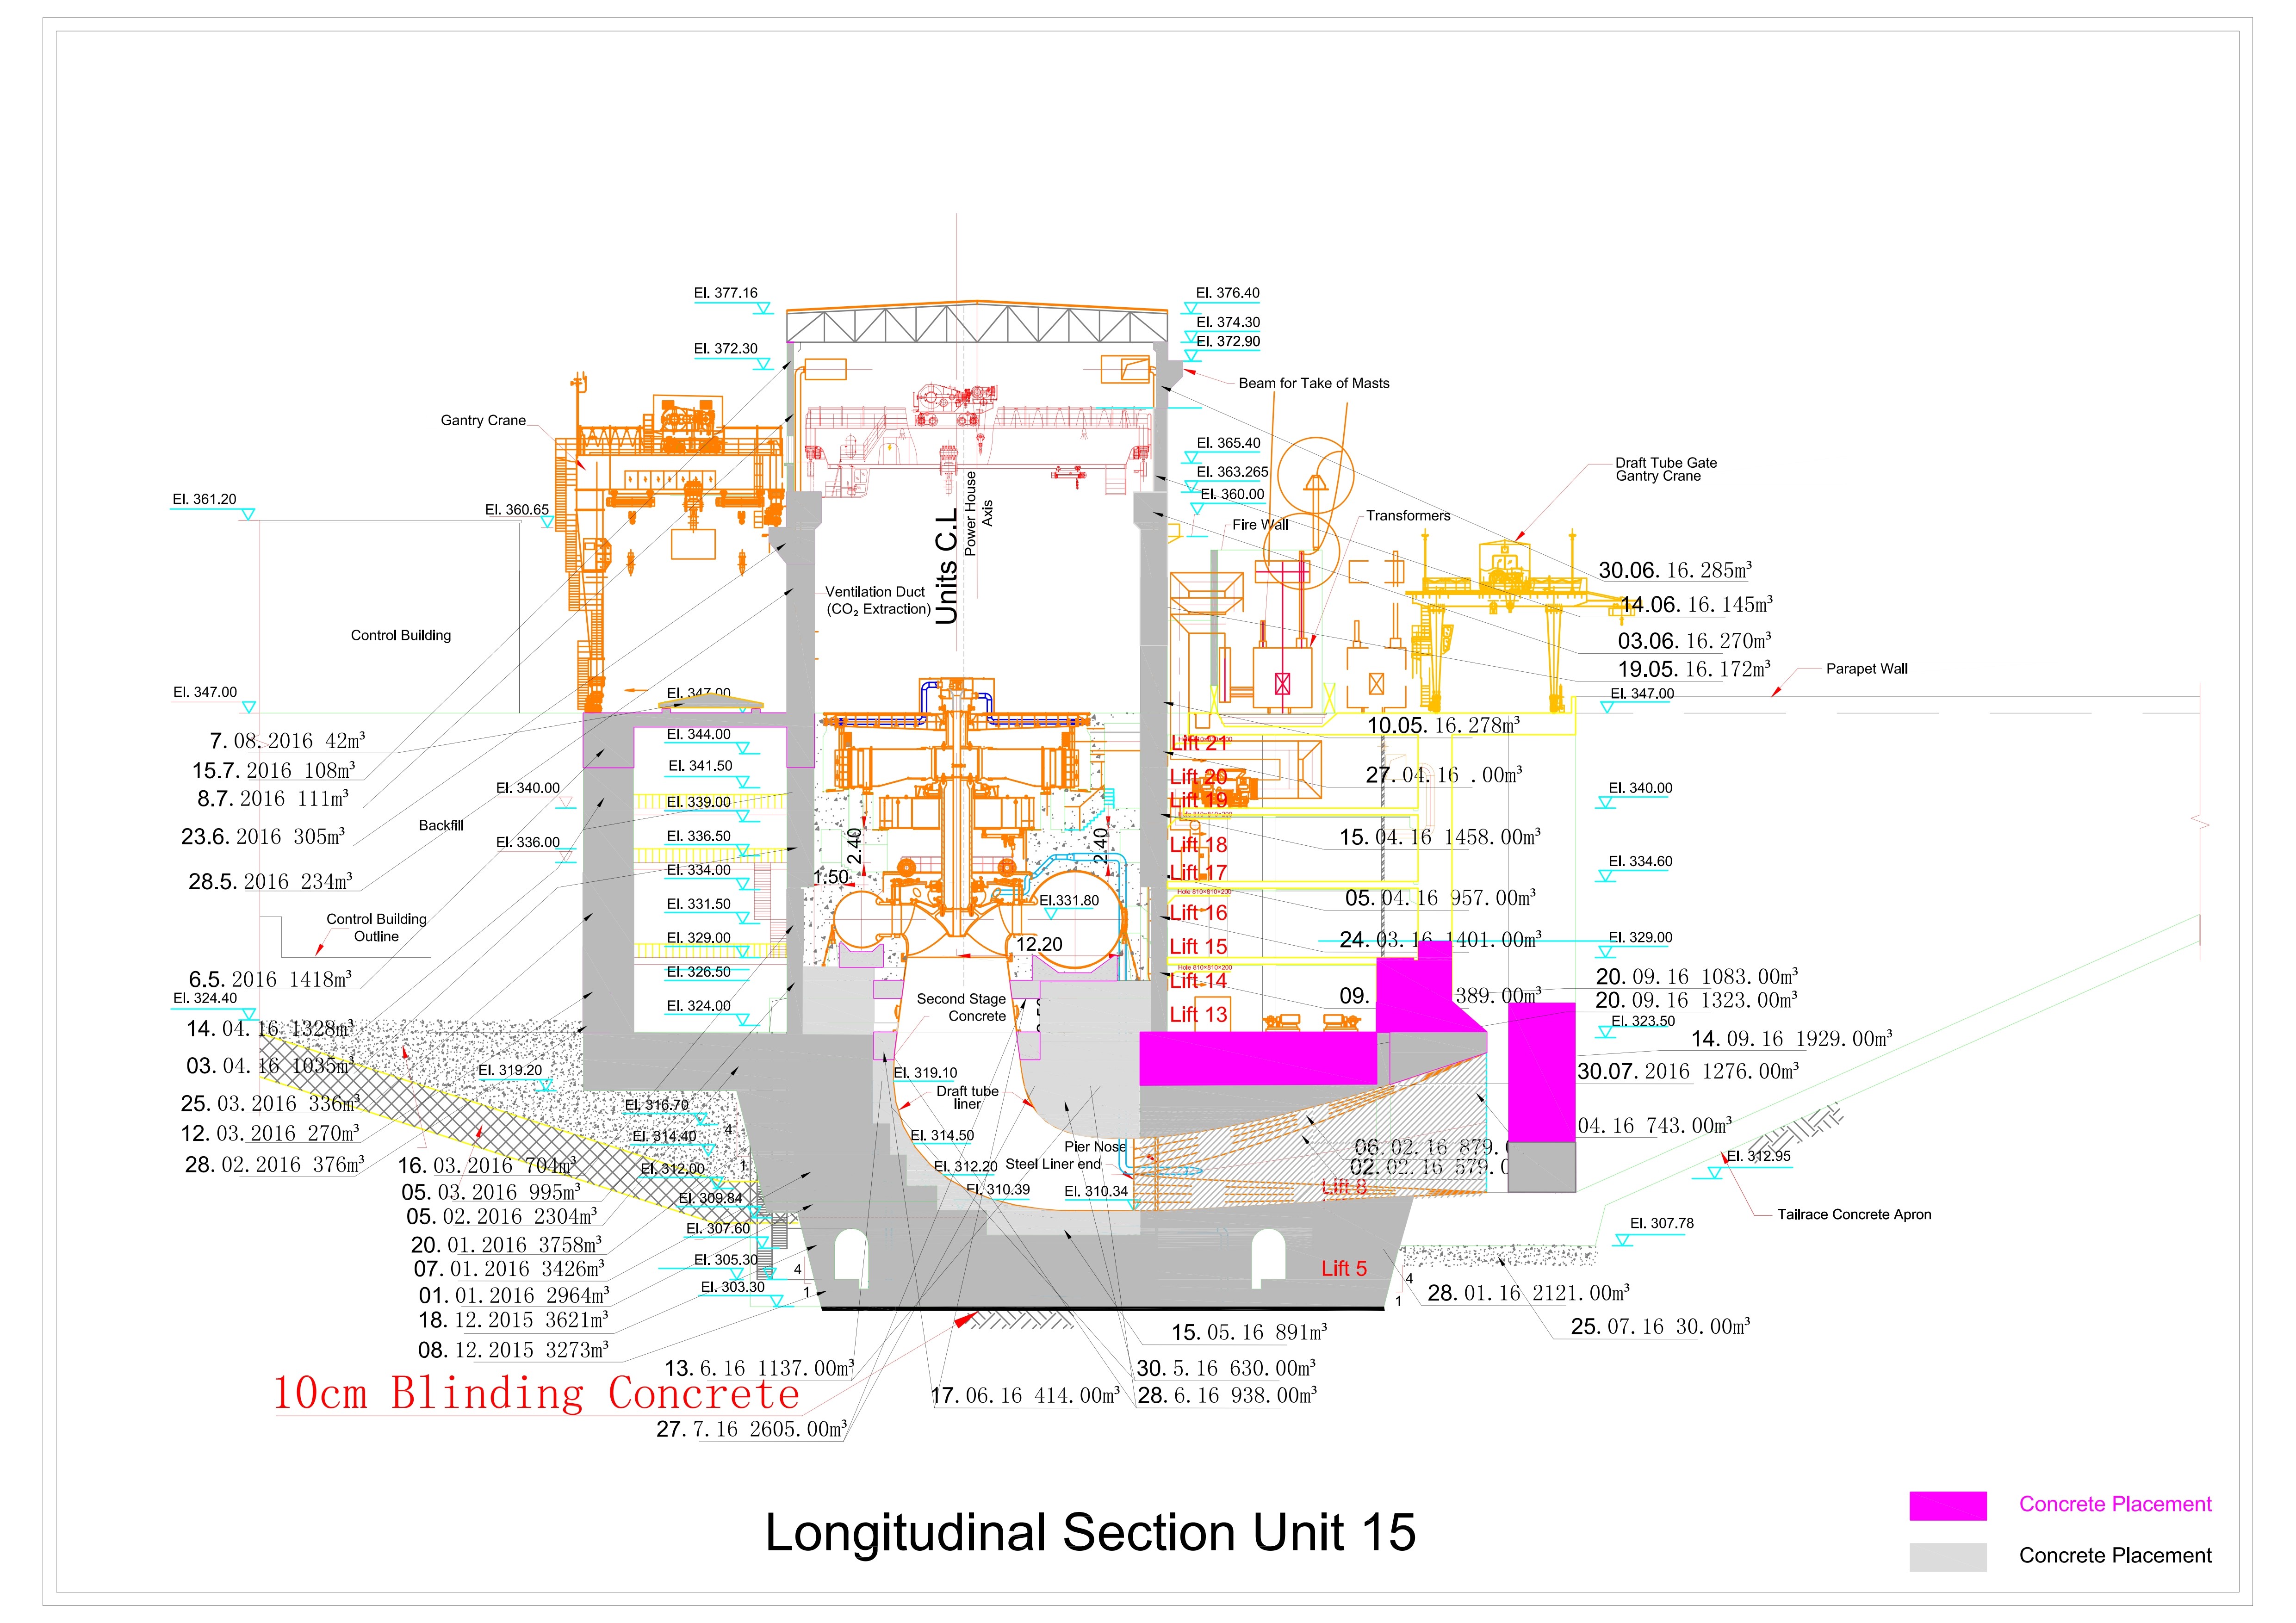 El. 377.16
El. 376.40
El. 374.30
El. 372.90
El. 372.30
Beam for Take of Masts
Gantry Crane
El. 365.40
El. 363.265
El. 360.00
Draft Tube Gate
Gantry Crane
El. 361.20
El. 360.65
Units C.L
Power House
Axis
Fire Wall
Transformers
30.06. 16. 285m³
14.06. 16. 145m³
03.06. 16. 270m³
19.05. 16. 172m³
Ventilation Duct
(CO₂ Extraction)
Control Building
Parapet Wall
El. 347.00
El. 347.00
El. 347.00
7. 08. 2016 42m³
15.7. 2016 108m³
8.7. 2016 111m³
23.6. 2016 305m³
28.5. 2016 234m³
El. 344.00
El. 341.50
El. 339.00
El. 336.50
El. 334.00
El. 331.50
El. 329.00
El. 326.50
El. 324.00
El. 340.00
El. 336.00
Backfill
10.05. 16. 278m³
Lift 21
27. 04. 16 .00m³
Lift 20
Lift 19
El. 340.00
Hole 810×810×200
15. 04. 16 1458.00m³
Lift 18
2.40
2.40
1.50
El. 334.60
Lift 17
Hole 810×810×200
05. 04. 16 957.00m³
El.331.80
Lift 16
24. 03. 16 1401.00m³
El. 329.00
Lift 15
12.20
Hole 810×810×200
Lift 14
20. 09. 16 1083.00m³
09. 389.00m³
20. 09. 16 1323.00m³
Lift 13
El. 323.50
14. 09. 16 1929.00m³
30.07. 2016 1276.00m³
Control Building
Outline
6.5. 2016 1418m³
El. 324.40
14. 04. 16 1328m³
03. 04. 16 1035m³
25. 03. 2016 336m³
12. 03. 2016 270m³
28. 02. 2016 376m³
Second Stage
Concrete
El. 319.10
Draft tube
liner
El. 319.20
El. 316.70
El. 314.40
El. 312.00
El. 309.84
El. 307.60
El. 305.30
El. 303.30
4
1
4
1
El. 314.50
El. 312.20
El. 310.39
El. 310.34
Pier Nose
Steel Liner end
04. 16 743.00m³
06. 02. 16 879.
02. 02. 16 579.
Lift 8
El. 312.95
Tailrace Concrete Apron
El. 307.78
16. 03. 2016 704m³
05. 03. 2016 995m³
05. 02. 2016 2304m³
20. 01. 2016 3758m³
07. 01. 2016 3426m³
01. 01. 2016 2964m³
18. 12. 2015 3621m³
08. 12. 2015 3273m³
Lift 5
4
1
28. 01. 16 2121.00m³
25. 07. 16 30.00m³
15. 05. 16 891m³
13. 6. 16 1137.00m³
30. 5. 16 630.00m³
10cm Blinding Concrete
17. 06. 16 414.00m³
28. 6. 16 938.00m³
27. 7. 16 2605.00m³
Longitudinal Section Unit 15
Concrete Placement
Concrete Placement